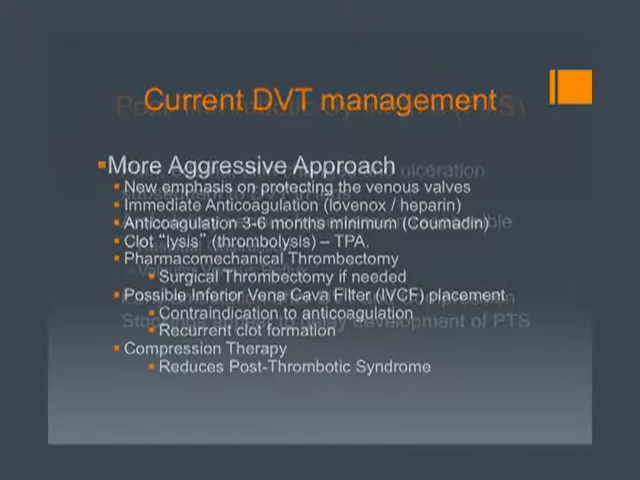 Current DVT management
More Aggressive Approach
New emphasis on protecting the venous valves
Immediate Anticoagulation (lovenox / heparin)
Anticoagulation 3-6 months minimum (Coumadin)
Clot “lysis” (thrombolysis) – TPA.
Pharmacomechanical Thrombectomy
Surgical Thrombectomy if needed
Possible Inferior Vena Cava Filter (IVCF) placement
Contraindication to anticoagulation
Recurrent clot formation
Compression Therapy
Reduces Post-Thrombotic Syndrome